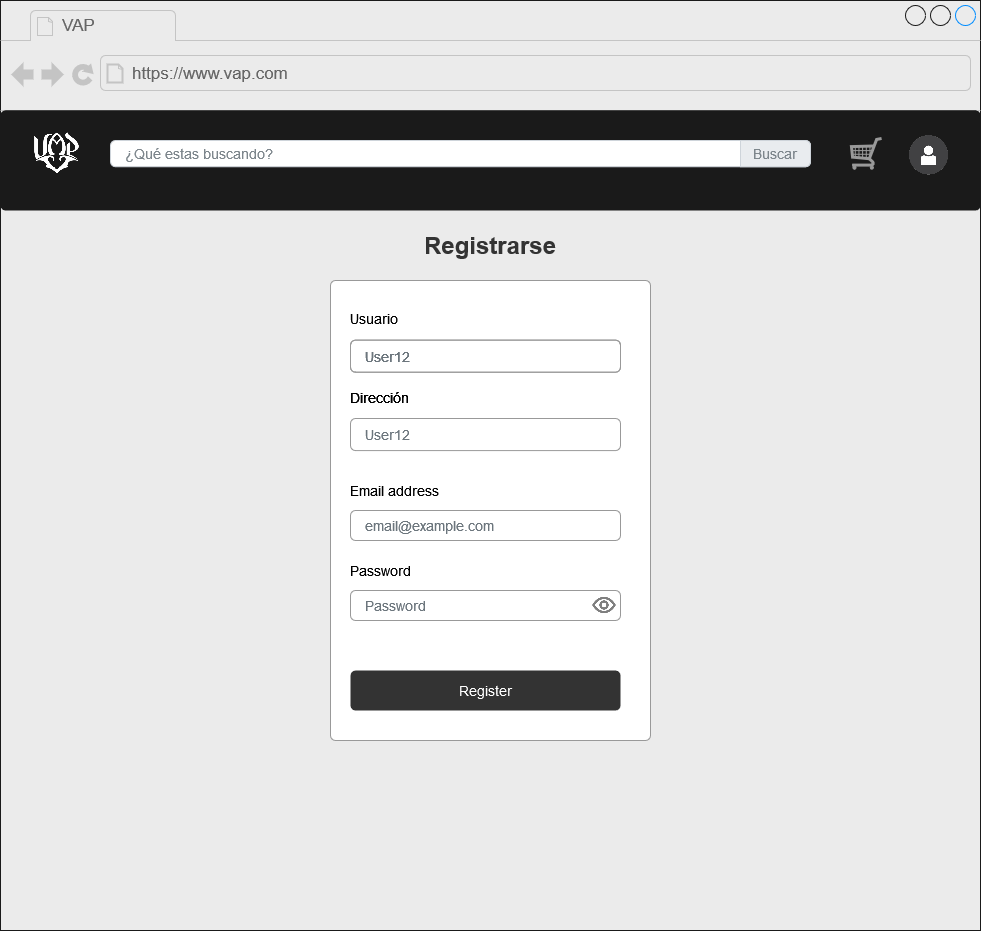 VAP
https://www.vap.com
VAP
¿Qué estas buscando?
Buscar
Registrarse
Usuario
User12
Dirección
User12
Email address
email@example.com
Password
Password
Register